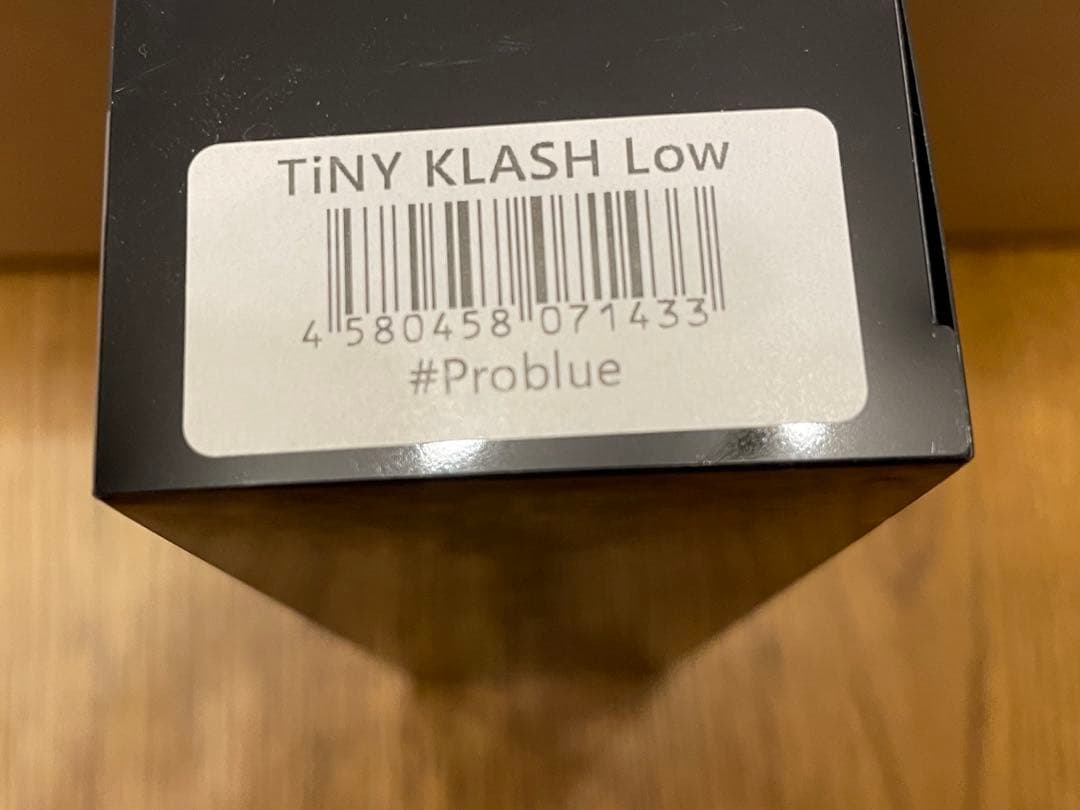 TiNY KLASH Low
4 580458 071433
#Problue